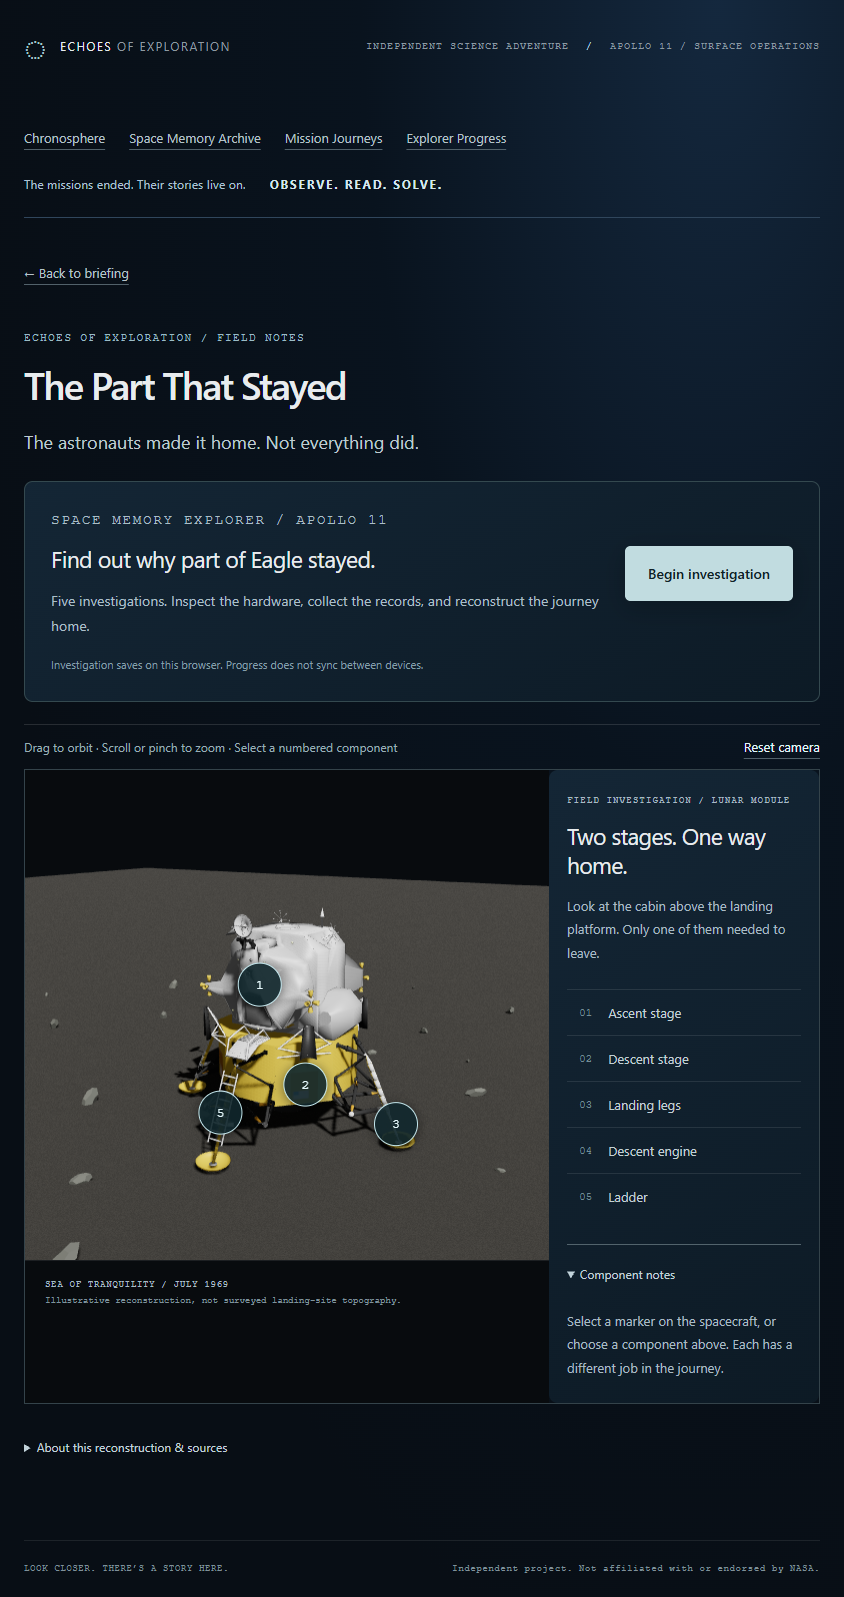 ECHOES OF EXPLORATION
INDEPENDENT SCIENCE ADVENTURE / APOLLO 11 / SURFACE OPERATIONS
Chronosphere Space Memory Archive Mission Journeys Explorer Progress
The missions ended. Their stories live on. OBSERVE. READ. SOLVE.
← Back to briefing
ECHOES OF EXPLORATION / FIELD NOTES
The Part That Stayed
The astronauts made it home. Not everything did.
SPACE MEMORY EXPLORER / APOLLO 11
Find out why part of Eagle stayed.
Five investigations. Inspect the hardware, collect the records, and reconstruct the journey
home.
Investigation saves on this browser. Progress does not sync between devices.
Begin investigation
Drag to orbit · Scroll or pinch to zoom · Select a numbered component
Reset camera
1
2
5
3
SEA OF TRANQUILITY / JULY 1969
Illustrative reconstruction, not surveyed landing-site topography.
FIELD INVESTIGATION / LUNAR MODULE
Two stages. One way
home.
Look at the cabin above the landing
platform. Only one of them needed to
leave.
01 Ascent stage
02 Descent stage
03 Landing legs
04 Descent engine
05 Ladder
▼ Component notes
Select a marker on the spacecraft, or
choose a component above. Each has a
different job in the journey.
▶ About this reconstruction & sources
LOOK CLOSER. THERE'S A STORY HERE.
Independent project. Not affiliated with or endorsed by NASA.